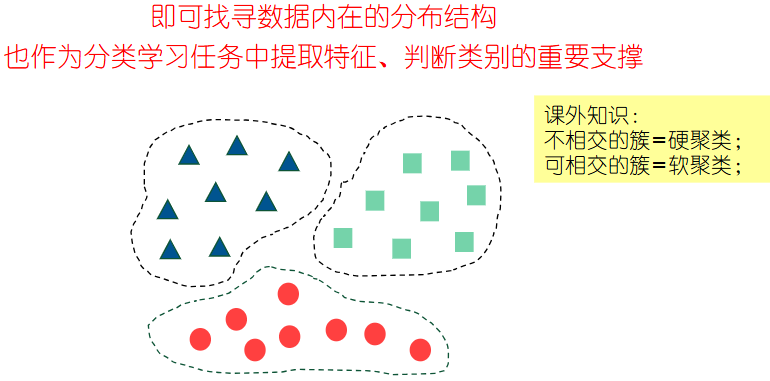 即可找寻数据内在的分布结构
也作为分类学习任务中提取特征、判断类别的重要支撑
课外知识：
不相交的簇=硬聚类；
可相交的簇=软聚类；